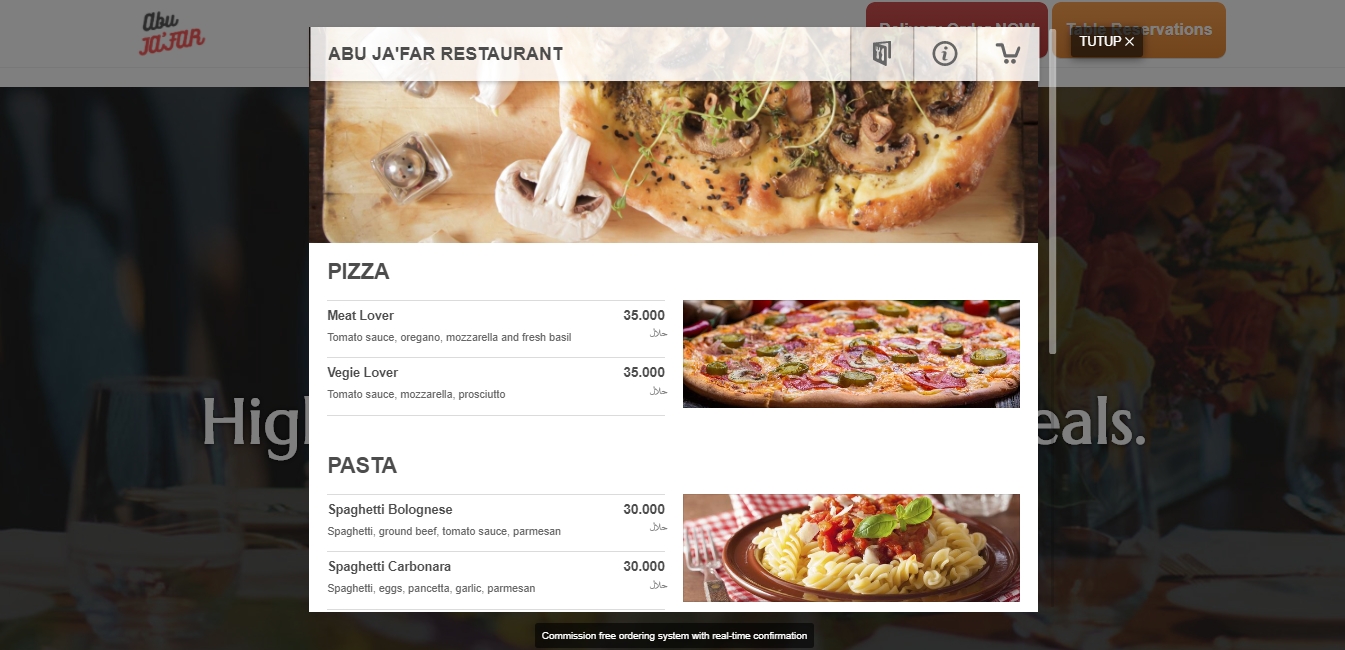 Abu
JA'FAR
Delivery Order NOW
Table Reservations
TUTUP ×
ABU JA'FAR RESTAURANT
PIZZA
Meat Lover 35.000
Tomato sauce, oregano, mozzarella and fresh basil حلال
Vegie Lover 35.000
Tomato sauce, mozzarella, prosciutto حلال
PASTA
Spaghetti Bolognese 30.000
Spaghetti, ground beef, tomato sauce, parmesan حلال
Spaghetti Carbonara 30.000
Spaghetti, eggs, pancetta, garlic, parmesan حلال
eals.
Commission free ordering system with real-time confirmation